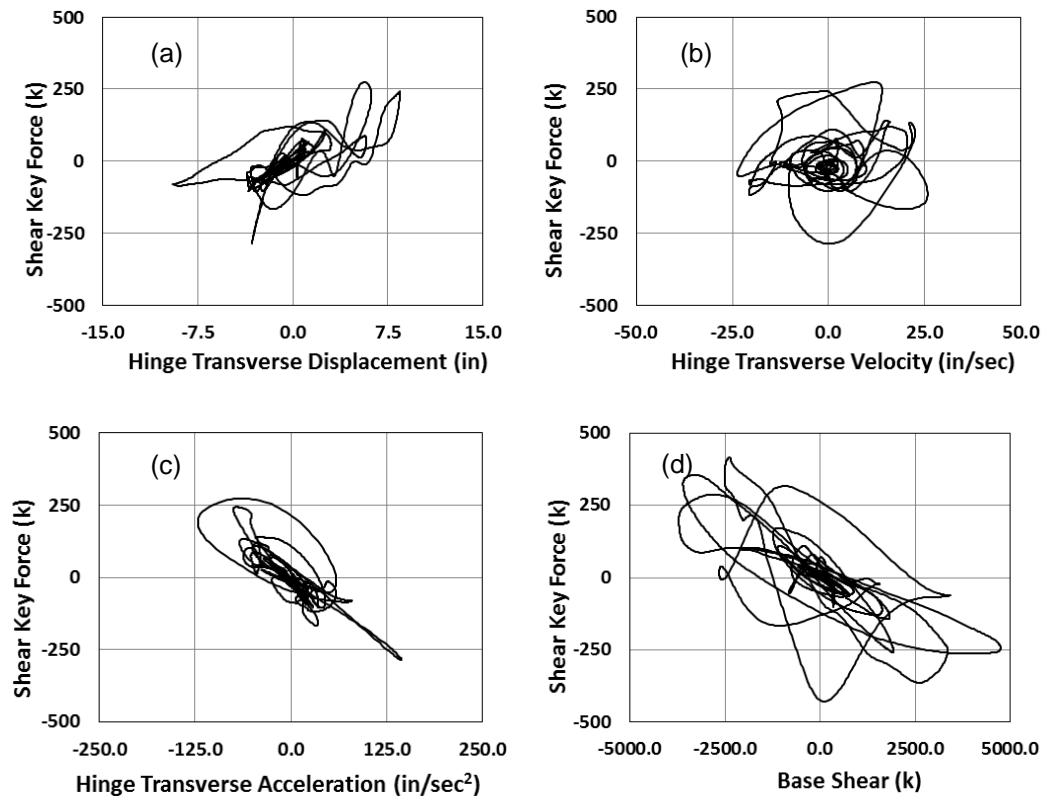 (a)
Shear Key Force (k)
500
250
0
-250
-500
-15.0 -7.5 0.0 7.5 15.0
Hinge Transverse Displacement (in)
(b)
Shear Key Force (k)
500
250
0
-250
-500
-50.0 -25.0 0.0 25.0 50.0
Hinge Transverse Velocity (in/sec)
(c)
Shear Key Force (k)
500
250
0
-250
-500
-250.0 -125.0 0.0 125.0 250.0
Hinge Transverse Acceleration (in/sec²)
(d)
Shear Key Force (k)
500
250
0
-250
-500
-5000.0 -2500.0 0.0 2500.0 5000.0
Base Shear (k)